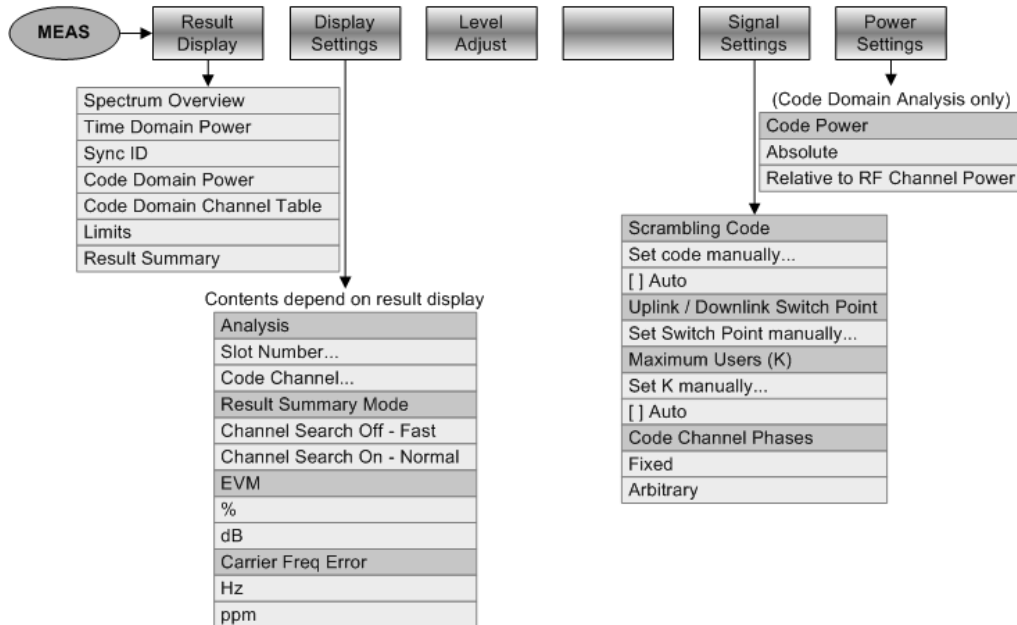 MEAS
Result
Display
Display
Settings
Level
Adjust
Signal
Settings
Power
Settings
Spectrum Overview
Time Domain Power
Sync ID
Code Domain Power
Code Domain Channel Table
Limits
Result Summary
(Code Domain Analysis only)
Code Power
Absolute
Relative to RF Channel Power
Contents depend on result display
Analysis
Slot Number...
Code Channel...
Result Summary Mode
Channel Search Off - Fast
Channel Search On - Normal
EVM
%
dB
Carrier Freq Error
Hz
ppm
Scrambling Code
Set code manually...
[ ] Auto
Uplink / Downlink Switch Point
Set Switch Point manually...
Maximum Users (K)
Set K manually...
[ ] Auto
Code Channel Phases
Fixed
Arbitrary